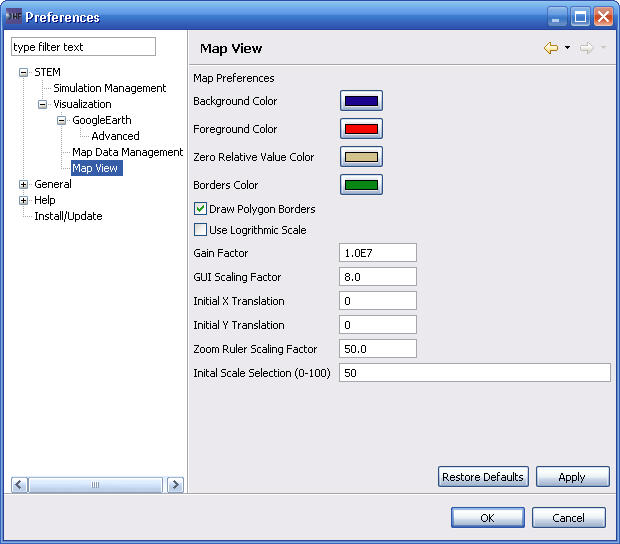 Preferences
type filter text
STEM
Simulation Management
Visualization
GoogleEarth
Advanced
Map Data Management
Map View
General
Help
Install/Update
Map View
Map Preferences
Background Color
Foreground Color
Zero Relative Value Color
Borders Color
Draw Polygon Borders
Use Logrithmic Scale
Gain Factor 1.0E7
GUI Scaling Factor 8.0
Initial X Translation 0
Initial Y Translation 0
Zoom Ruler Scaling Factor 50.0
Inital Scale Selection (0-100) 50
Restore Defaults Apply
OK Cancel